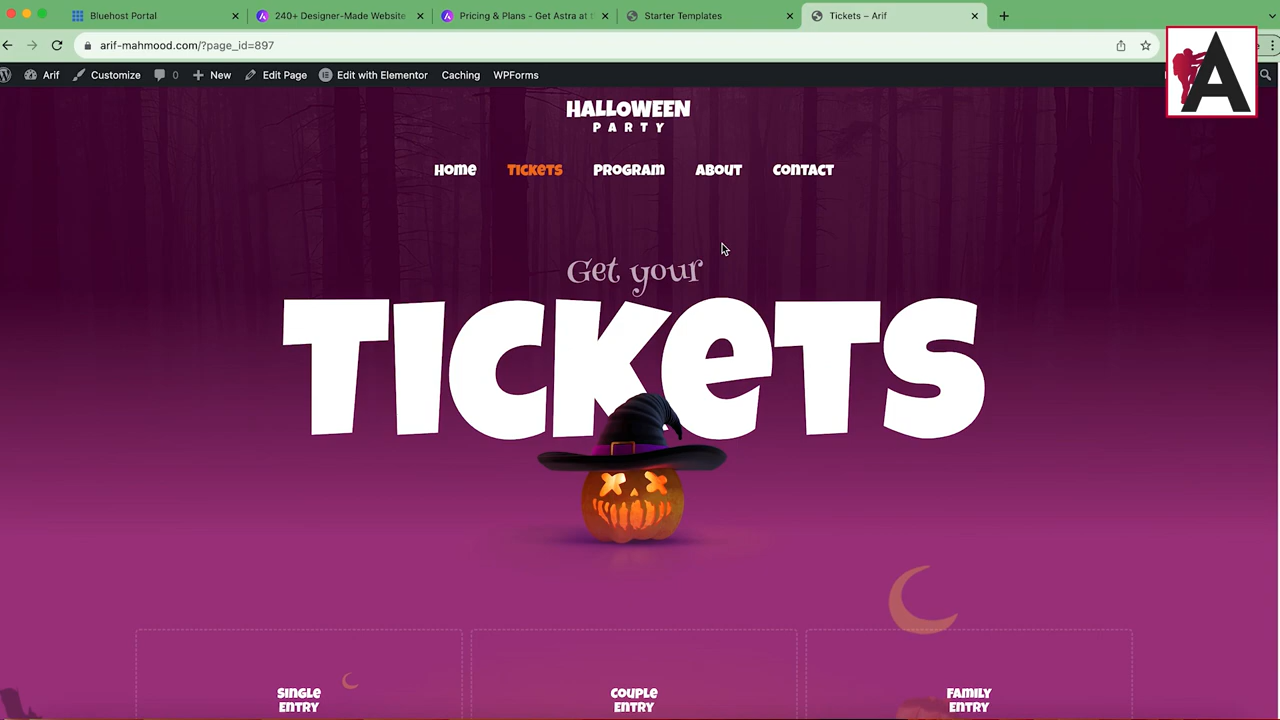 Bluehost Portal
240+ Designer-Made Website
Pricing & Plans - Get Astra at t
Starter Templates
Tickets – Arif
arif-mahmood.com/?page_id=897
Arif
Customize
0
New
Edit Page
Edit with Elementor
Caching
WPForms
A
HALLOWEEN
PARTY
HOME
TICKETS
PROGRAM
ABOUT
CONTACT
Get your
TICKETS
SINGLE
ENTRY
COUPLE
ENTRY
FAMILY
ENTRY